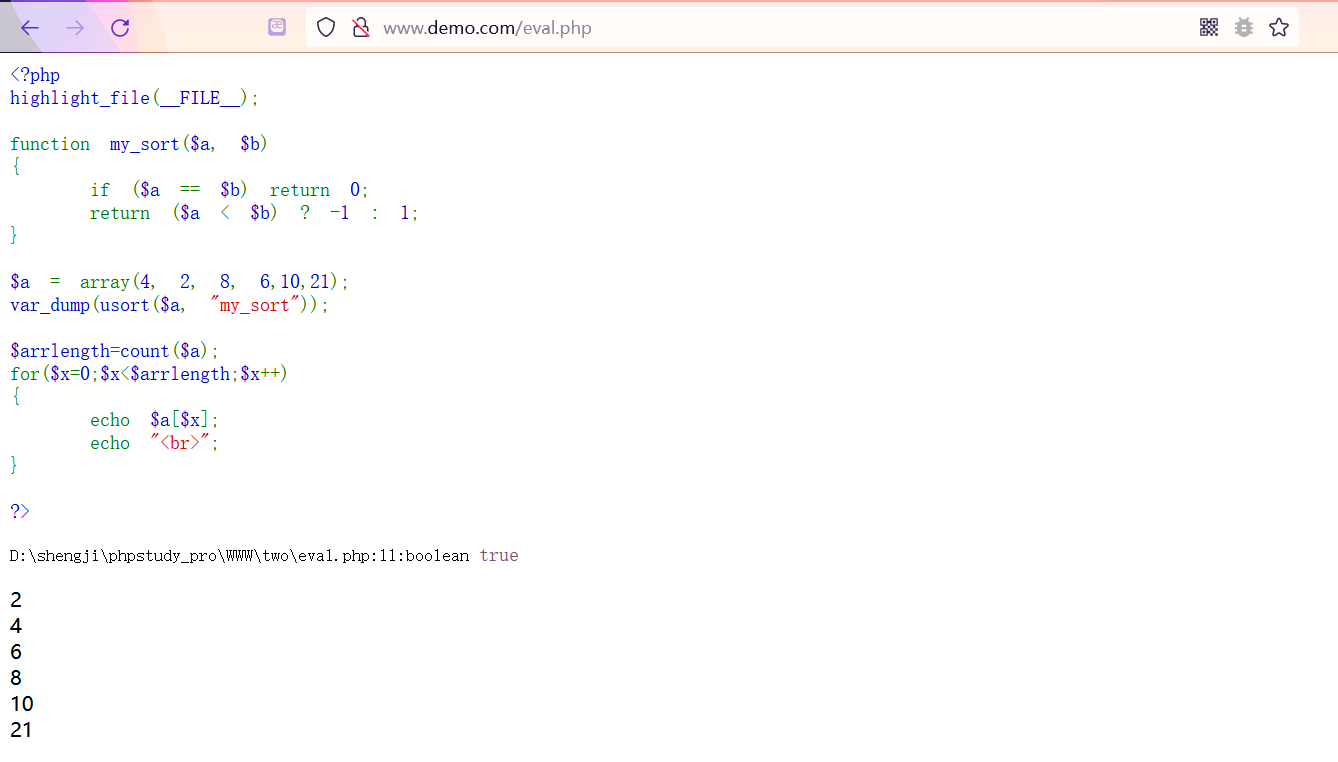 www.demo.com/eval.php
<?php
highlight_file(__FILE__);
function my_sort($a, $b)
{
if ($a == $b) return 0;
return ($a < $b) ? -1 : 1;
}
$a = array(4, 2, 8, 6,10,21);
var_dump(usort($a, "my_sort"));
$arrlength=count($a);
for($x=0;$x<$arrlength;$x++)
{
echo $a[$x];
echo "<br>";
}
?>
D:\shengji\phpstudy_pro\WWW\two\eval.php:11:boolean true
2
4
6
8
10
21